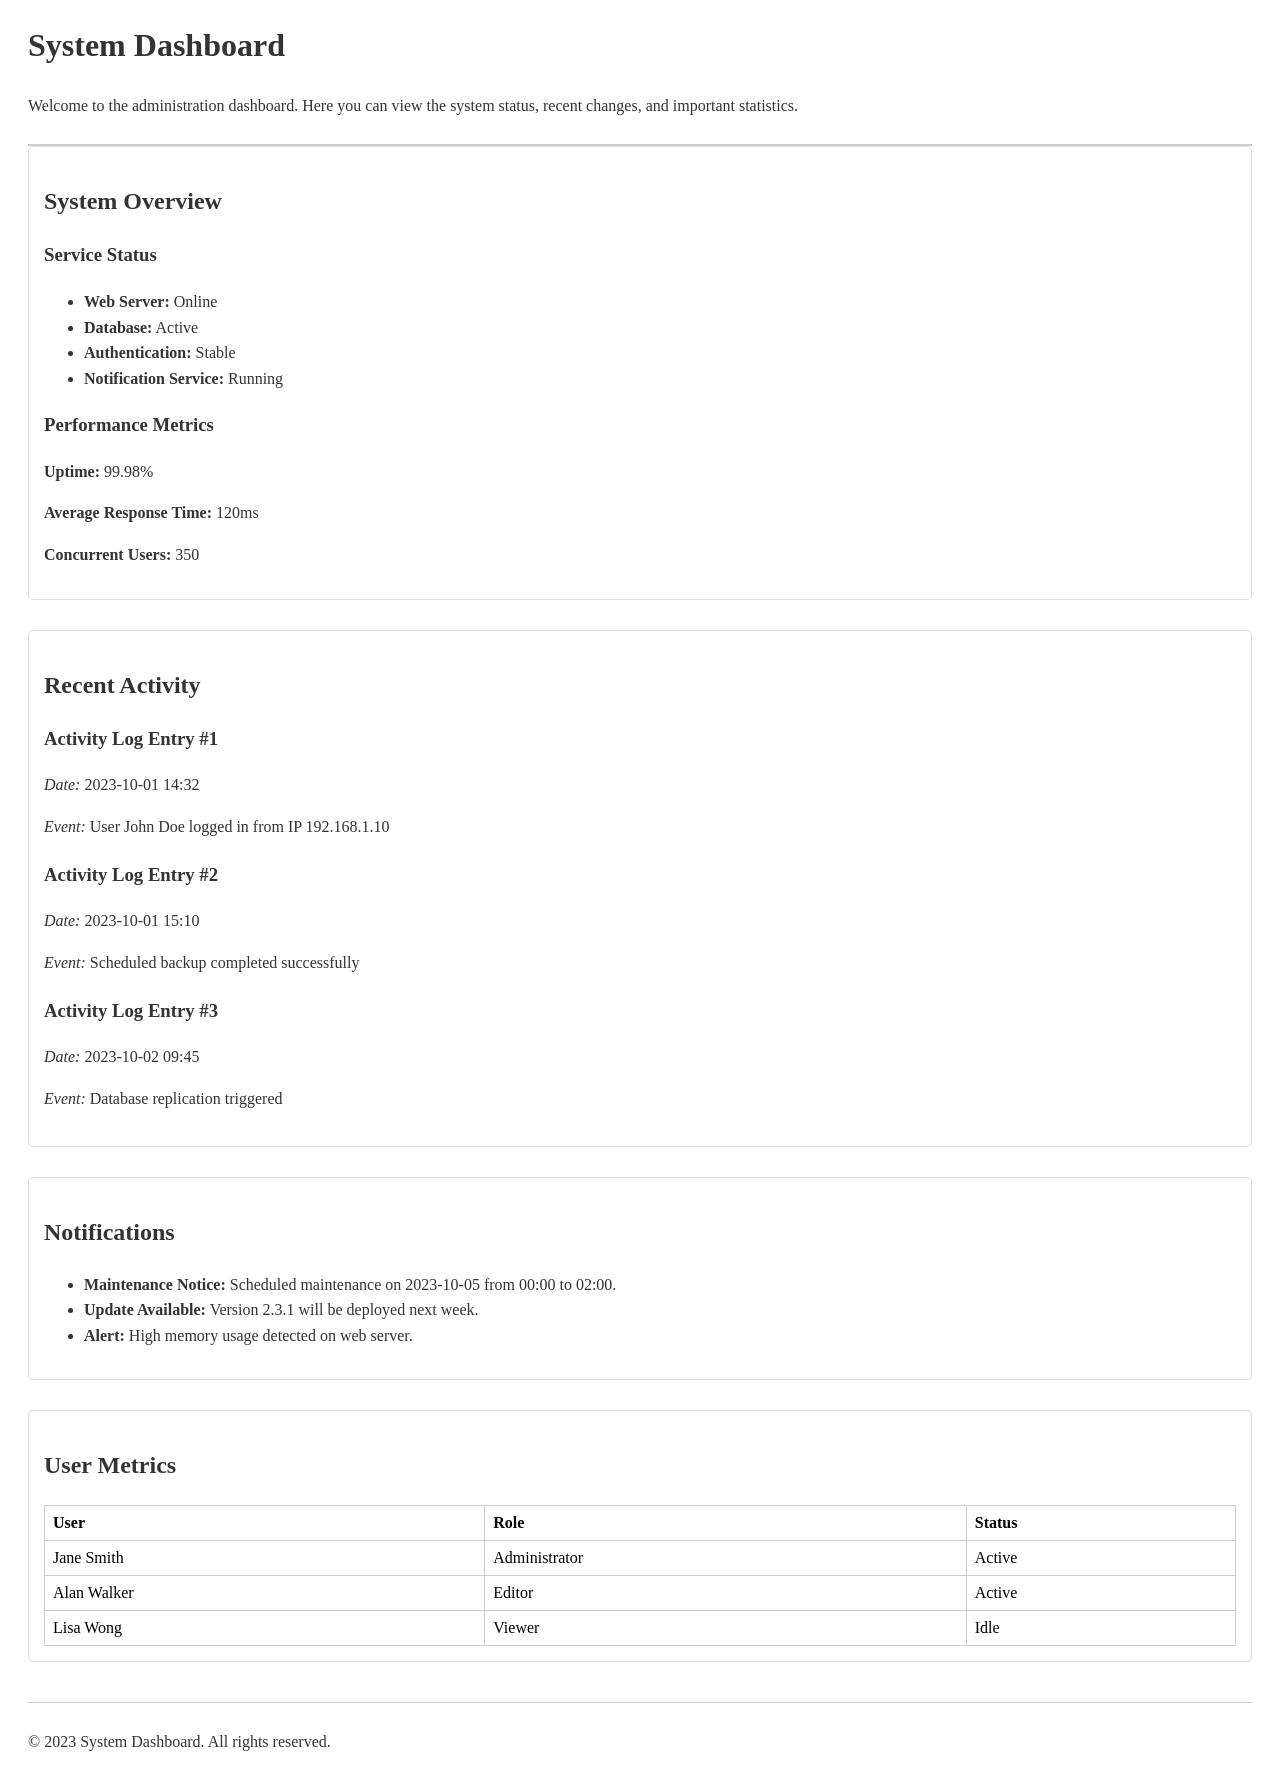 System Dashboard
Welcome to the administration dashboard. Here you can view the system status, recent changes, and important statistics.
System Overview
Service Status
Web Server: Online
Database: Active
Authentication: Stable
Notification Service: Running
Performance Metrics
Uptime: 99.98%
Average Response Time: 120ms
Concurrent Users: 350
Recent Activity
Activity Log Entry #1
Date: 2023-10-01 14:32
Event: User John Doe logged in from IP 192.168.1.10
Activity Log Entry #2
Date: 2023-10-01 15:10
Event: Scheduled backup completed successfully
Activity Log Entry #3
Date: 2023-10-02 09:45
Event: Database replication triggered
Notifications
Maintenance Notice: Scheduled maintenance on 2023-10-05 from 00:00 to 02:00.
Update Available: Version 2.3.1 will be deployed next week.
Alert: High memory usage detected on web server.
User Metrics
User Role Status
Jane Smith Administrator Active
Alan Walker Editor Active
Lisa Wong Viewer Idle
© 2023 System Dashboard. All rights reserved.